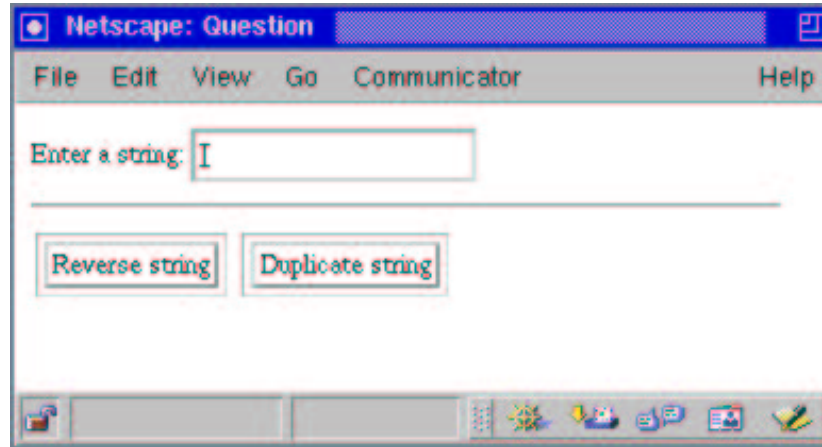 Netscape: Question
File Edit View Go Communicator Help
Enter a string:
Reverse string Duplicate string